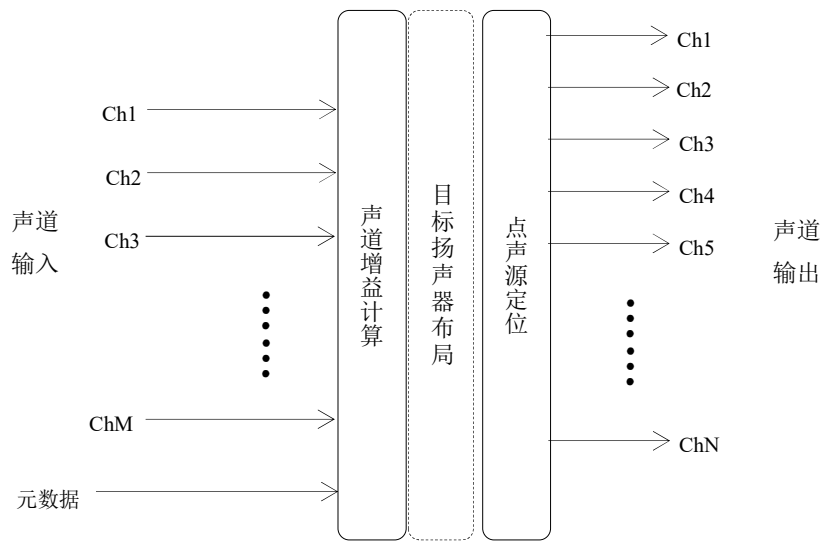 声道
输入
Ch1
Ch2
Ch3
ChM
元数据
声道增益计算
目标扬声器布局
点声源定位
Ch1
Ch2
Ch3
Ch4
Ch5
ChN
声道
输出